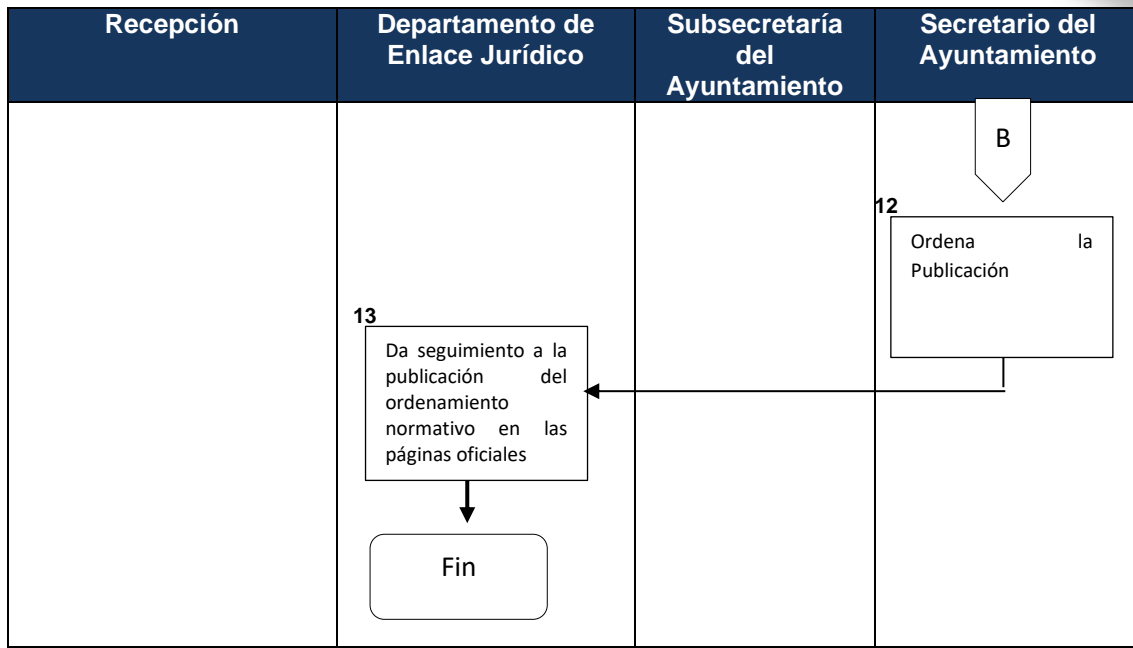 Recepción
Departamento de
Enlace Jurídico
Subsecretaría
del
Ayuntamiento
Secretario del
Ayuntamiento
B
12
Ordena la
Publicación
13
Da seguimiento a la
publicación del
ordenamiento
normativo en las
páginas oficiales
Fin